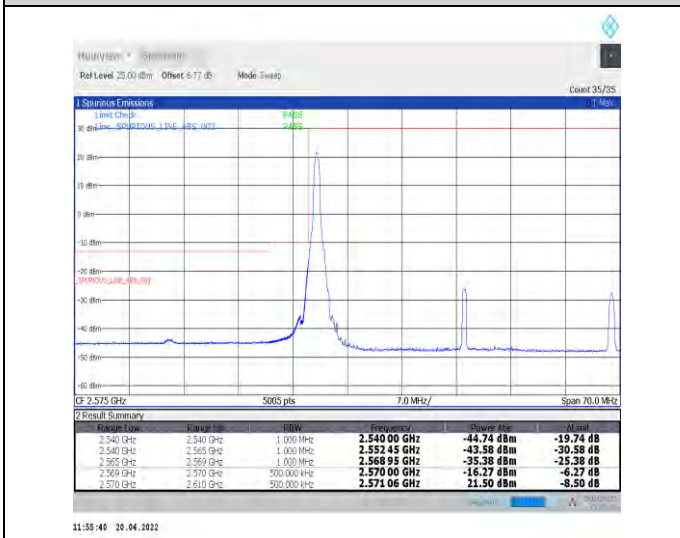 MultiView
Ref Level 25.00 dBm Offset 6.77 dB Mode Sweep
Count 35/35
1 Spurious Emissions
Limit Check PASS
30 dBm Line _SPURIOUS_LINE_ABS_002 PASS
20 dBm
10 dBm
0 dBm
-10 dBm
-20 dBm
_SPURIOUS_LINE_ABS_002
-30 dBm
-40 dBm
-50 dBm
-60 dBm
CF 2.575 GHz 5005 pts 7.0 MHz/ Span 70.0 MHz
2 Result Summary
Range Low Range Up RBW Frequency Power Abs ΔLimit
2.540 GHz 2.540 GHz 1.000 MHz 2.540 00 GHz -44.74 dBm -19.74 dB
2.540 GHz 2.565 GHz 1.000 MHz 2.552 45 GHz -43.58 dBm -30.58 dB
2.565 GHz 2.569 GHz 1.000 MHz 2.568 95 GHz -35.38 dBm -25.38 dB
2.569 GHz 2.570 GHz 500.000 kHz 2.570 00 GHz -16.27 dBm -6.27 dB
2.570 GHz 2.610 GHz 500.000 kHz 2.571 06 GHz 21.50 dBm -8.50 dB
11:55:40 20.04.2022